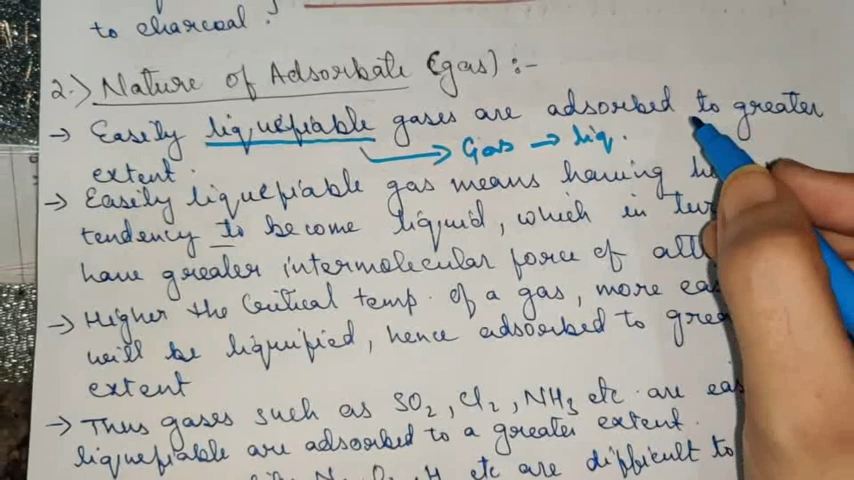 to charcoal.
2.) Nature of Adsorbate (gas) :-
→ Easily liquefiable gases are adsorbed to greater
extent.
Gas → liq.
→ Easily liquefiable gas means having
tendency to become liquid, which in
have greater intermolecular force of
→ Higher the Critical temp. of a gas, more
will be liquified, hence adsorbed to
extent
→ Thus gases such as SO2, Cl2, NH3 etc. are
liquefiable are adsorbed to a greater extent.
etc are difficult to